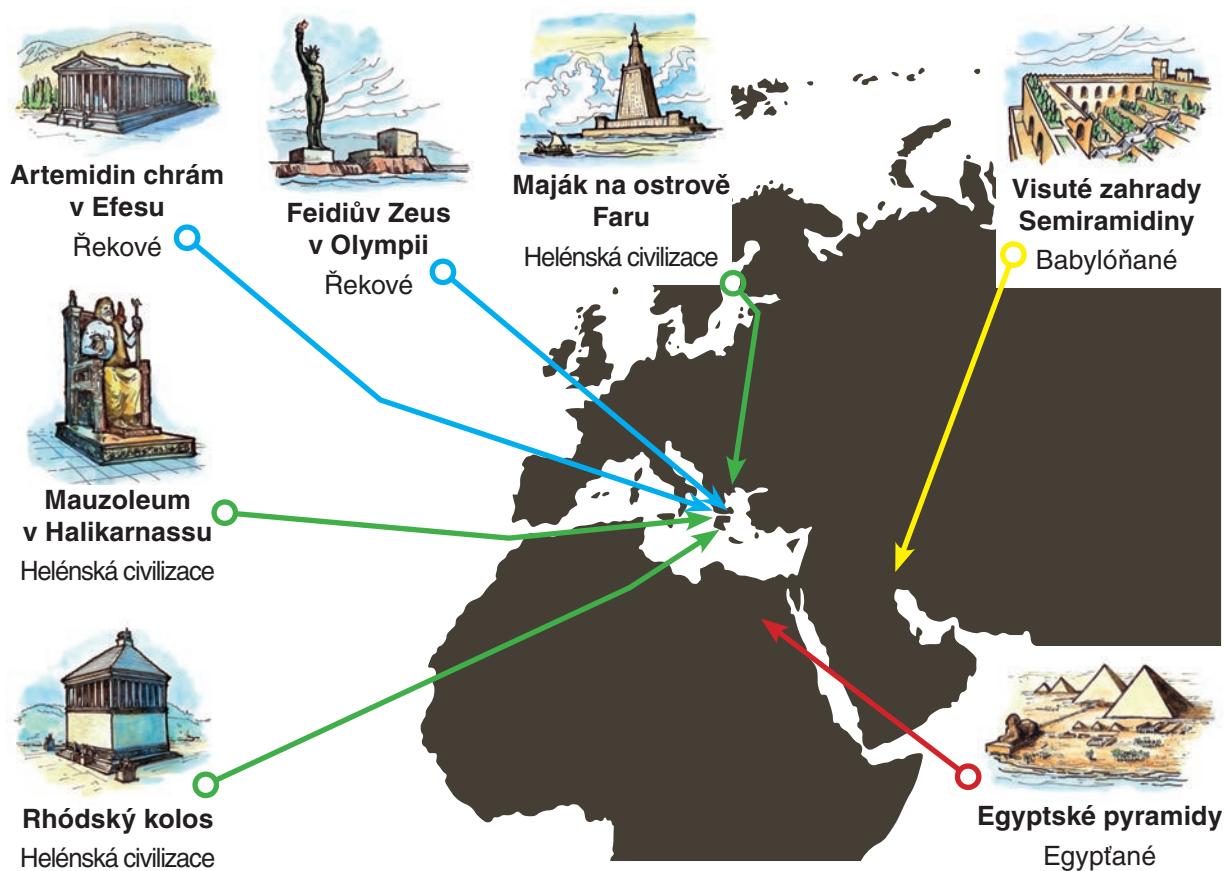 Artemidin chrám
v Efesu
Řekové
Feidiův Zeus
v Olympii
Řekové
Maják na ostrově
Faru
Helénská civilizace
Visuté zahrady
Semiramidiny
Babylóňané
Mauzoleum
v Halikarnassu
Helénská civilizace
Rhódský kolos
Helénská civilizace
Egyptské pyramidy
Egypťané